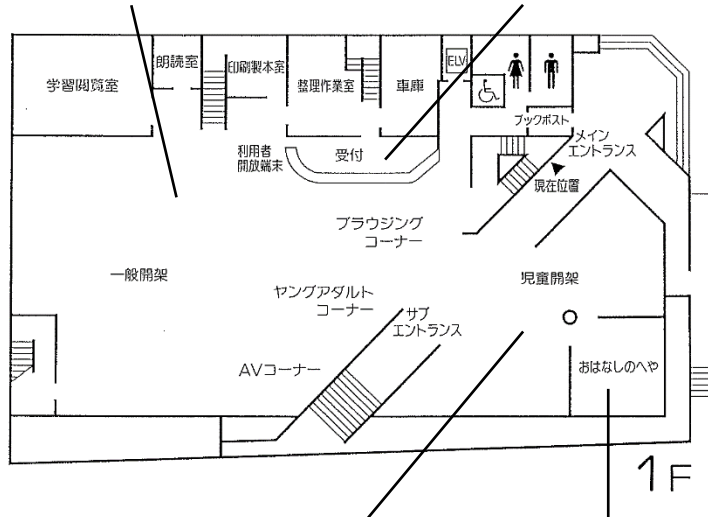 学習閲覧室
朗読室
印刷製本室
整理作業室
車庫
ELV
ブックポスト
メイン
エントランス
現在位置
利用者
開放端末
受付
ブラウジング
コーナー
一般開架
ヤングアダルト
コーナー
児童開架
サブ
エントランス
AVコーナー
おはなしのへや
1F